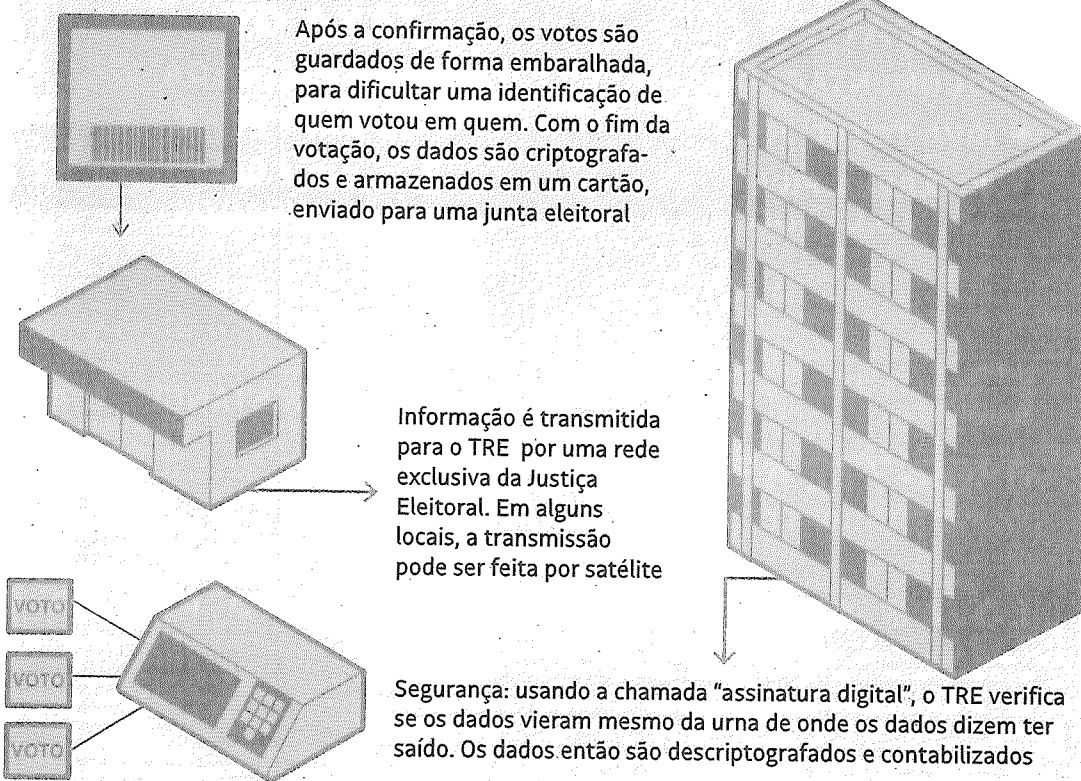 Após a confirmação, os votos são
guardados de forma embaralhada,
para dificultar uma identificação de
quem votou em quem. Com o fim da
votação, os dados são criptografa-
dos e armazenados em um cartão,
enviado para uma junta eleitoral
Informação é transmitida
para o TRE por uma rede
exclusiva da Justiça
Eleitoral. Em alguns
locais, a transmissão
pode ser feita por satélite
VOTO
VOTO
VOTO
Segurança: usando a chamada “assinatura digital”, o TRE verifica
se os dados vieram mesmo da urna de onde os dados dizem ter
saído. Os dados então são descriptografados e contabilizados